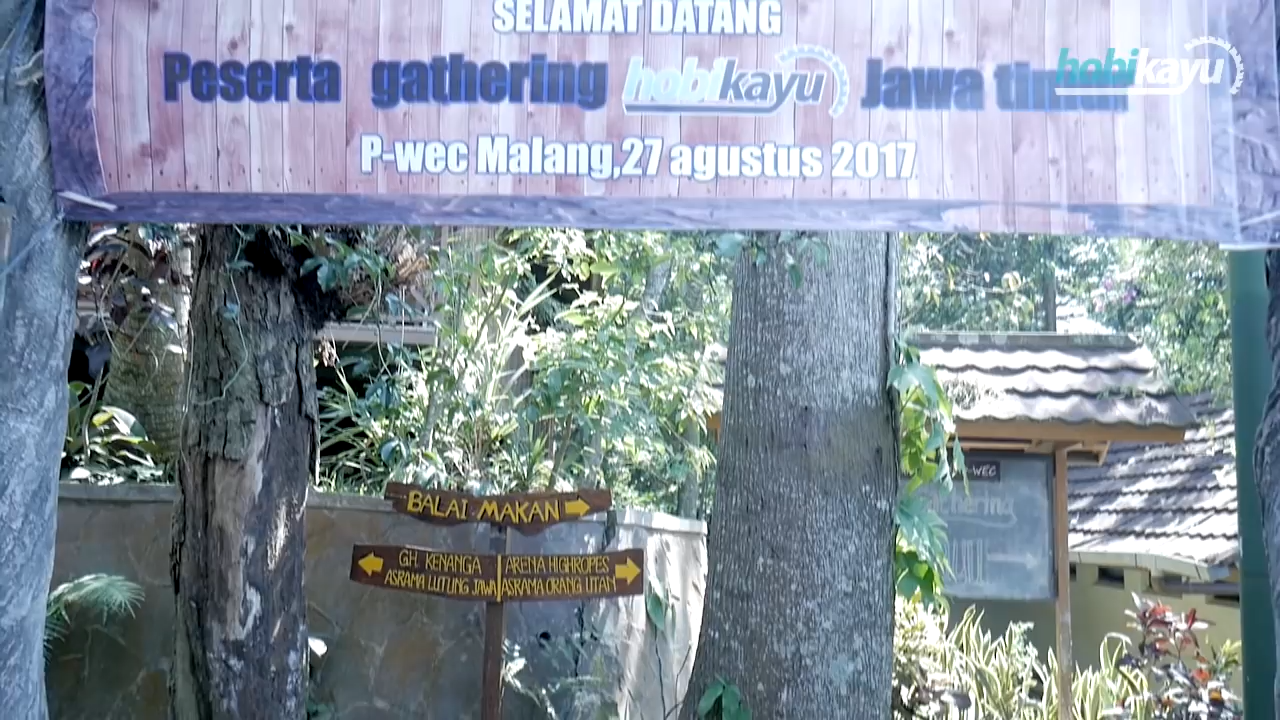 SELAMAT DATANG
Peserta gathering hobikayu Jawa timur
hobikayu
P-wec Malang,27 agustus 2017
BALAI MAKAN
G.H. KENANGA
ASRAMA LUTUNG JAWA
ARENA HIGHROPES
ASRAMA ORANG UTAN
-WEC